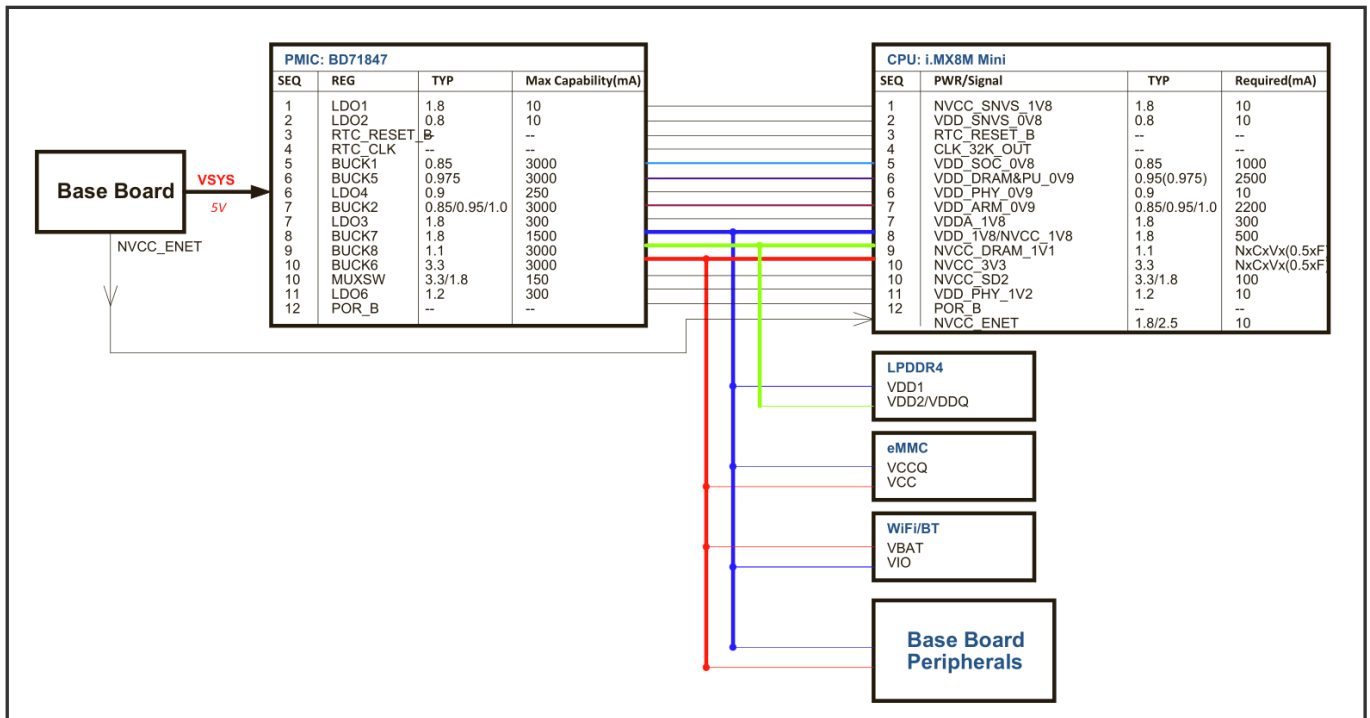 PMIC: BD71847
SEQ REG TYP Max Capability(mA)
1 LDO1 1.8 10
2 LDO2 0.8 10
3 RTC_RESET_B --
4 RTC_CLK -- --
5 BUCK1 0.85 3000
6 BUCK5 0.975 3000
6 LDO4 0.9 250
7 BUCK2 0.85/0.95/1.0 3000
7 LDO3 1.8 300
8 BUCK7 1.8 1500
9 BUCK8 1.1 3000
10 BUCK6 3.3 3000
10 MUXSW 3.3/1.8 150
11 LDO6 1.2 300
12 POR_B -- --
CPU: i.MX8M Mini
SEQ PWR/Signal TYP Required(mA)
1 NVCC_SNVS_1V8 1.8 10
2 VDD_SNVS_0V8 0.8 10
3 RTC_RESET_B -- --
4 CLK_32K_OUT -- --
5 VDD_SOC_0V8 0.85 1000
6 VDD_DRAM&PU_0V9 0.95(0.975) 2500
6 VDD_PHY_0V9 0.9 10
7 VDD_ARM_0V9 0.85/0.95/1.0 2200
7 VDDA_1V8 1.8 300
8 VDD_1V8/NVCC_1V8 1.8 500
9 NVCC_DRAM_1V1 1.1 NxCxVx(0.5xF
10 NVCC_3V3 3.3 NxCxVx(0.5xF
10 NVCC_SD2 3.3/1.8 100
11 VDD_PHY_1V2 1.2 10
12 POR_B -- --
NVCC_ENET 1.8/2.5 10
Base Board
VSYS
5V
NVCC_ENET
LPDDR4
VDD1
VDD2/VDDQ
eMMC
VCCQ
VCC
WiFi/BT
VBAT
VIO
Base Board
Peripherals